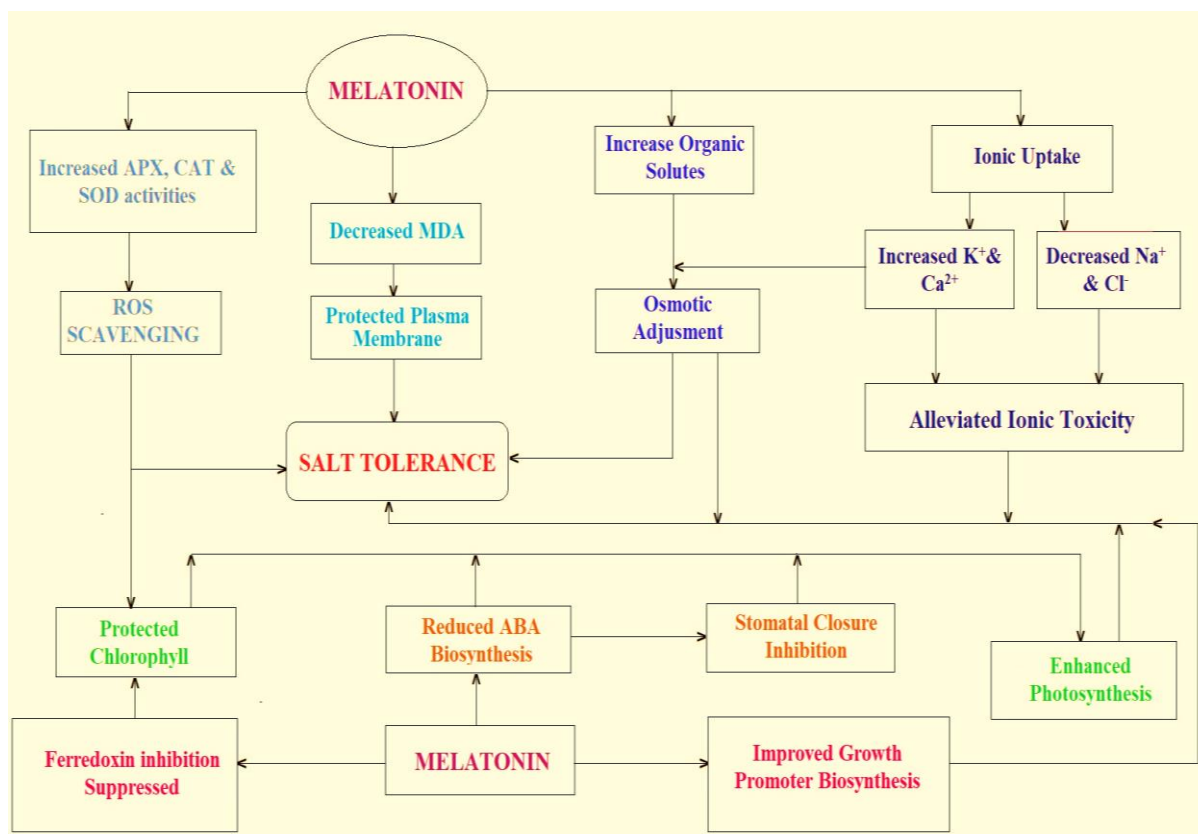 MELATONIN
Increased APX, CAT &
SOD activities
Increase Organic
Solutes
Ionic Uptake
Decreased MDA
Increased K⁺&
Ca²⁺
Decreased Na⁺
& Cl⁻
ROS
SCAVENGING
Protected Plasma
Membrane
Osmotic
Adjusment
Alleviated Ionic Toxicity
SALT TOLERANCE
Protected
Chlorophyll
Reduced ABA
Biosynthesis
Stomatal Closure
Inhibition
Enhanced
Photosynthesis
Ferredoxin inhibition
Suppressed
MELATONIN
Improved Growth
Promoter Biosynthesis